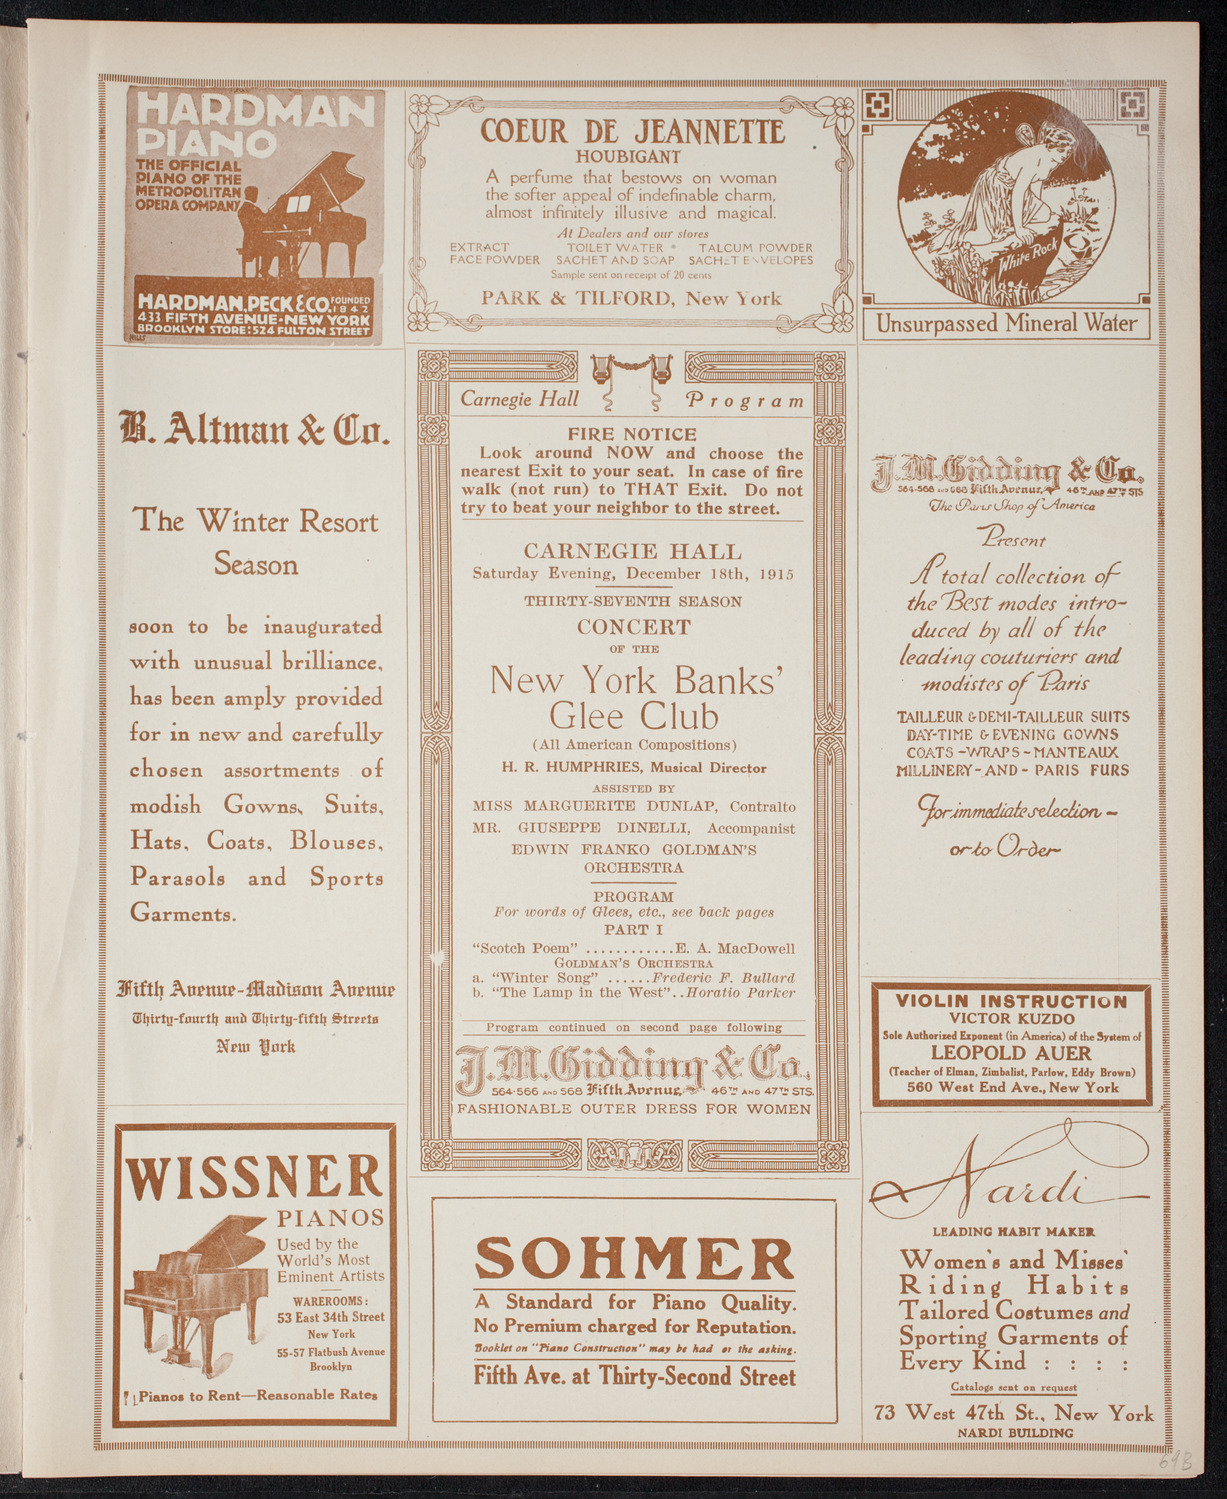 HARDMAN
PIANO
THE OFFICIAL
PIANO OF THE
METROPOLITAN
OPERA COMPANY
HARDMAN, PECK & CO. FOUNDED 1842
433 FIFTH AVENUE·NEW YORK
BROOKLYN STORE: 524 FULTON STREET
MILLS
COEUR DE JEANNETTE
HOUBIGANT
A perfume that bestows on woman
the softer appeal of indefinable charm,
almost infinitely illusive and magical.
At Dealers and our stores
EXTRACT TOILET WATER TALCUM POWDER
FACE POWDER SACHET AND SOAP SACHET ENVELOPES
Sample sent on receipt of 20 cents
PARK & TILFORD, New York
White Rock
Unsurpassed Mineral Water
B. Altman & Co.
The Winter Resort
Season
soon to be inaugurated
with unusual brilliance,
has been amply provided
for in new and carefully
chosen assortments of
modish Gowns, Suits,
Hats, Coats, Blouses,
Parasols and Sports
Garments.
Fifth Avenue-Madison Avenue
Thirty-fourth and Thirty-fifth Streets
New York
WISSNER
PIANOS
Used by the
World's Most
Eminent Artists
WAREROOMS:
53 East 34th Street
New York
55-57 Flatbush Avenue
Brooklyn
Pianos to Rent—Reasonable Rates
Carnegie Hall Program
FIRE NOTICE
Look around NOW and choose the
nearest Exit to your seat. In case of fire
walk (not run) to THAT Exit. Do not
try to beat your neighbor to the street.
CARNEGIE HALL
Saturday Evening, December 18th, 1915
THIRTY-SEVENTH SEASON
CONCERT
OF THE
New York Banks'
Glee Club
(All American Compositions)
H. R. HUMPHRIES, Musical Director
ASSISTED BY
MISS MARGUERITE DUNLAP, Contralto
MR. GIUSEPPE DINELLI, Accompanist
EDWIN FRANKO GOLDMAN'S
ORCHESTRA
PROGRAM
For words of Glees, etc., see back pages
PART I
"Scotch Poem" ............E. A. MacDowell
GOLDMAN'S ORCHESTRA
a. "Winter Song" ......Frederic F. Bullard
b. "The Lamp in the West"..Horatio Parker
Program continued on second page following
J. M. Gidding & Co.
564-566 AND 568 Fifth Avenue, 46TH AND 47TH STS.
FASHIONABLE OUTER DRESS FOR WOMEN
SOHMER
A Standard for Piano Quality.
No Premium charged for Reputation.
Booklet on "Piano Construction" may be had or the asking.
Fifth Ave. at Thirty-Second Street
J. M. Gidding & Co.
564-566 AND 568 Fifth Avenue, 46TH AND 47TH STS
The Paris Shop of America
Present
A total collection of
the Best modes intro-
duced by all of the
leading couturiers and
modistes of Paris
TAILLEUR & DEMI-TAILLEUR SUITS
DAY-TIME & EVENING GOWNS
COATS-WRAPS-MANTEAUX
MILLINERY-AND-PARIS FURS
For immediate selection -
or to Order
VIOLIN INSTRUCTION
VICTOR KUZDO
Sole Authorized Exponent (in America) of the System of
LEOPOLD AUER
(Teacher of Elman, Zimbalist, Parlow, Eddy Brown)
560 West End Ave., New York
Nardi
LEADING HABIT MAKER
Women's and Misses'
Riding Habits
Tailored Costumes and
Sporting Garments of
Every Kind : : : :
Catalogs sent on request
73 West 47th St., New York
NARDI BUILDING